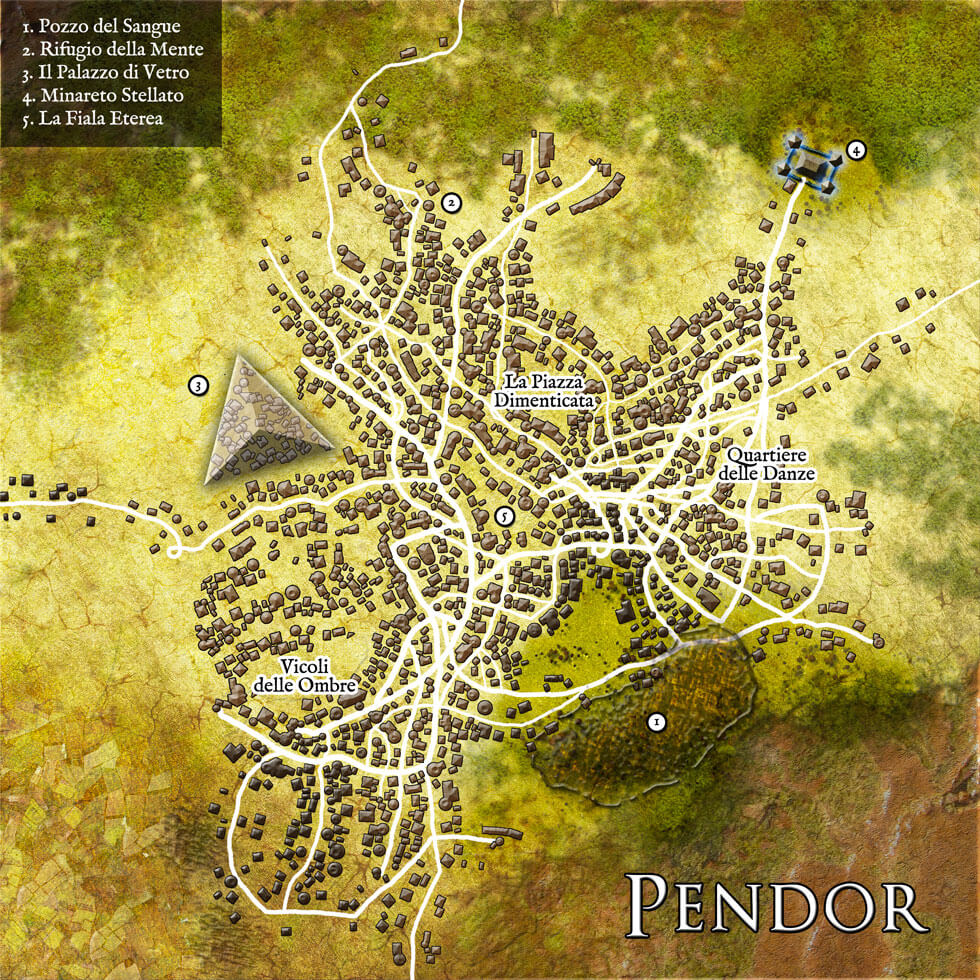 1. Pozzo del Sangue
2. Rifugio della Mente
3. Il Palazzo di Vetro
4. Minareto Stellato
5. La Fiala Eterea
4
2
3
La Piazza
Dimenticata
Quartiere
delle Danze
5
Vicoli
delle Ombre
1
PENDOR